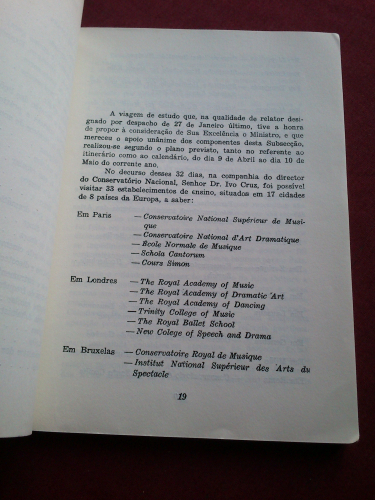 A viagem de estudo que, na qualidade de relator desi-
gnado por despacho de 27 de Janeiro último, tive a honra
de propor à consideração de Sua Excelência o Ministro, e que
mereceu o apoio unânime dos componentes desta Subsecção,
realizou-se segundo o plano previsto, tanto no referente ao
itinerário como ao calendário, do dia 9 de Abril ao dia 10 de
Maio do corrente ano.
No decurso desses 32 dias, na companhia do director
do Conservatório Nacional, Senhor Dr. Ivo Cruz, foi possível
visitar 33 estabelecimentos de ensino, situados em 17 cidades
de 8 países da Europa, a saber:
Em Paris — Conservatoire National Supérieur de Musi-
que
— Conservatoire National d'Art Dramatique
— Ecole Normale de Musique
— Schola Cantorum
— Cours Simon
Em Londres — The Royal Academy of Music
— The Royal Academy of Dramatic Art
— The Royal Academy of Dancing
— Trinity College of Music
— The Royal Ballet School
— New Colege of Speech and Drama
Em Bruxelas — Conservatoire Royal de Musique
— Institut National Supérieur des Arts du
Spectacle
19